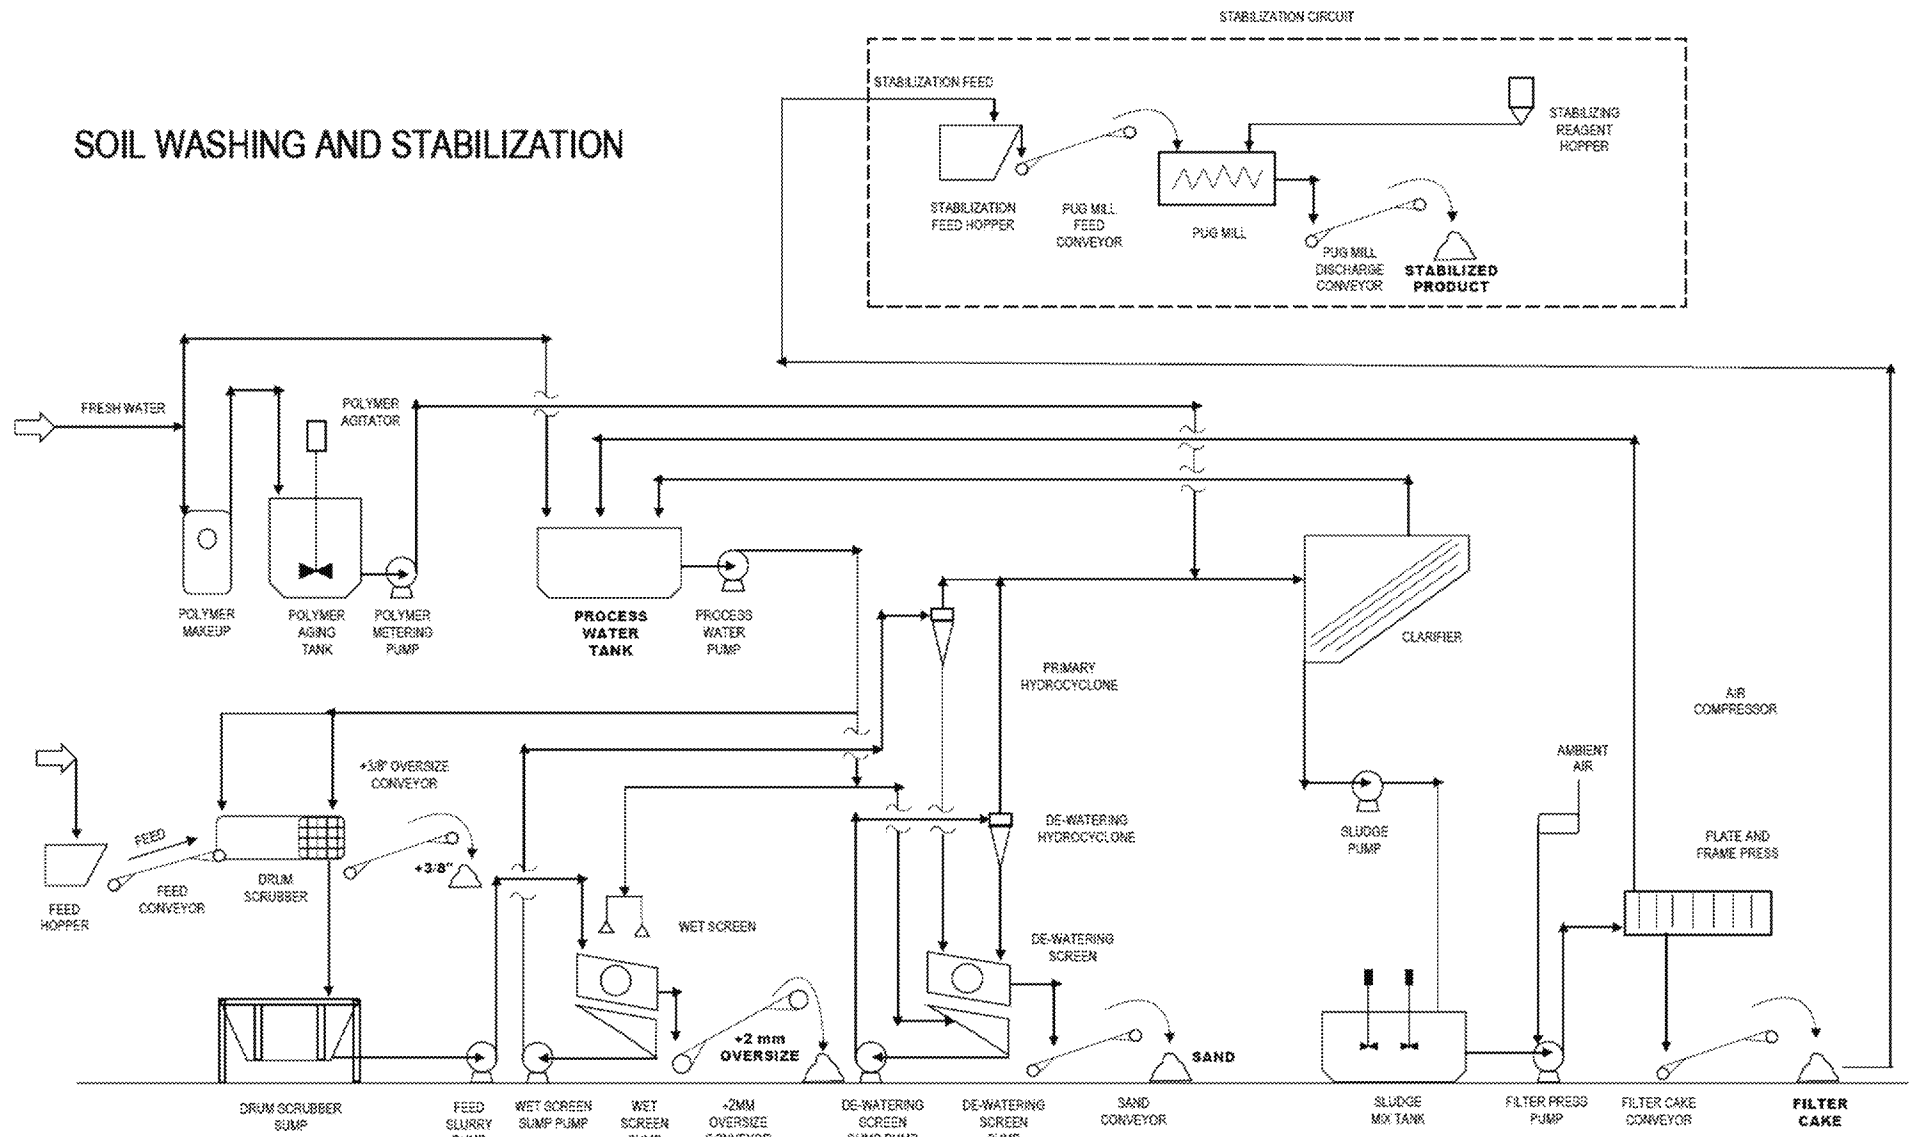 STABILIZATION CIRCUIT
STABILIZATION FEED
SOIL WASHING AND STABILIZATION
STABILIZING
REAGENT
HOPPER
STABILIZATION
FEED HOPPER
PUG MILL
FEED
CONVEYOR
PUG MILL
PUG MILL
DISCHARGE
CONVEYOR
STABILIZED
PRODUCT
FRESH WATER
POLYMER
AGITATOR
POLYMER
MAKEUP
POLYMER
AGING
TANK
POLYMER
METERING
PUMP
PROCESS
WATER
TANK
PROCESS
WATER
PUMP
CLARIFIER
PRIMARY
HYDROCYCLONE
AIR
COMPRESSOR
AMBIENT
AIR
+3/8" OVERSIZE
CONVEYOR
FEED
DE-WATERING
HYDROCYCLONE
SLUDGE
PUMP
PLATE AND
FRAME PRESS
+3/8"
DRUM
SCRUBBER
FEED
CONVEYOR
FEED
HOPPER
WET SCREEN
DE-WATERING
SCREEN
+2 mm
OVERSIZE
SAND
DRUM SCRUBBER
SUMP
FEED
SLURRY
WET SCREEN
SUMP PUMP
WET
SCREEN
+2MM
OVERSIZE
DE-WATERING
SCREEN
DE-WATERING
SCREEN
SAND
CONVEYOR
SLUDGE
MIX TANK
FILTER PRESS
PUMP
FILTER CAKE
CONVEYOR
FILTER
CAKE